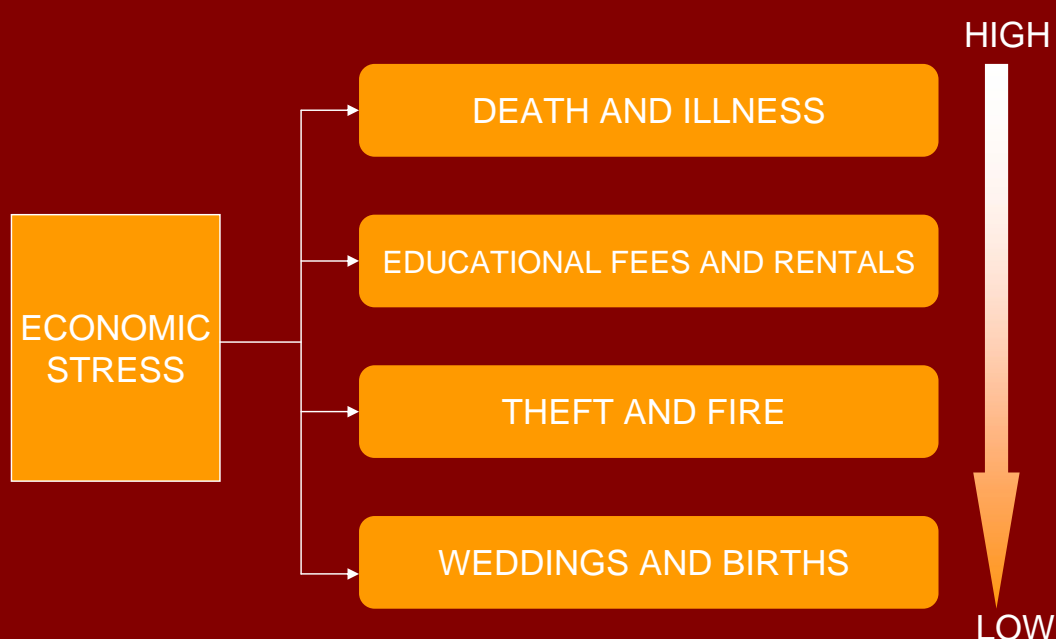 HIGH
DEATH AND ILLNESS
EDUCATIONAL FEES AND RENTALS
ECONOMIC
STRESS
THEFT AND FIRE
WEDDINGS AND BIRTHS
LOW